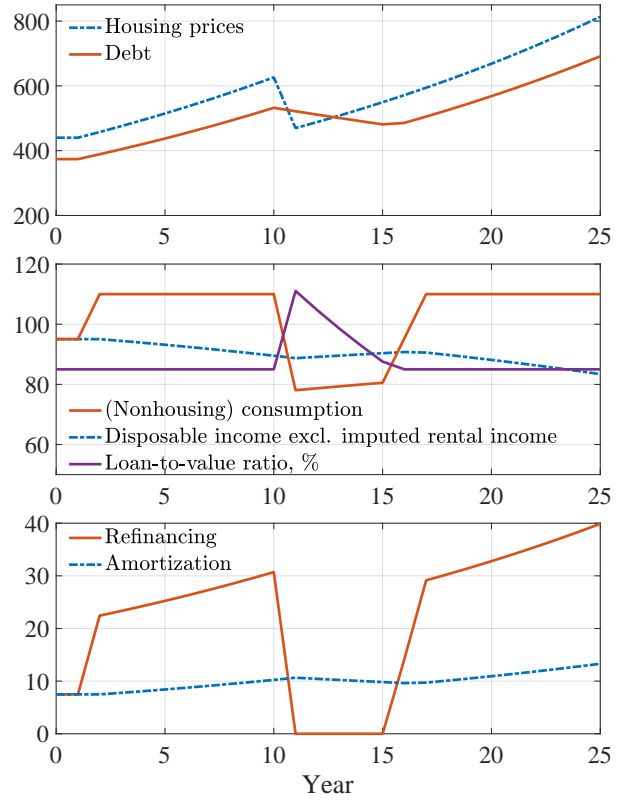 800
600
400
200
Housing prices
Debt
0 5 10 15 20 25
120
100
80
60
(Nonhousing) consumption
Disposable income excl. imputed rental income
Loan-to-value ratio, %
0 5 10 15 20 25
40
30
20
10
0
Refinancing
Amortization
0 5 10 15 20 25
Year